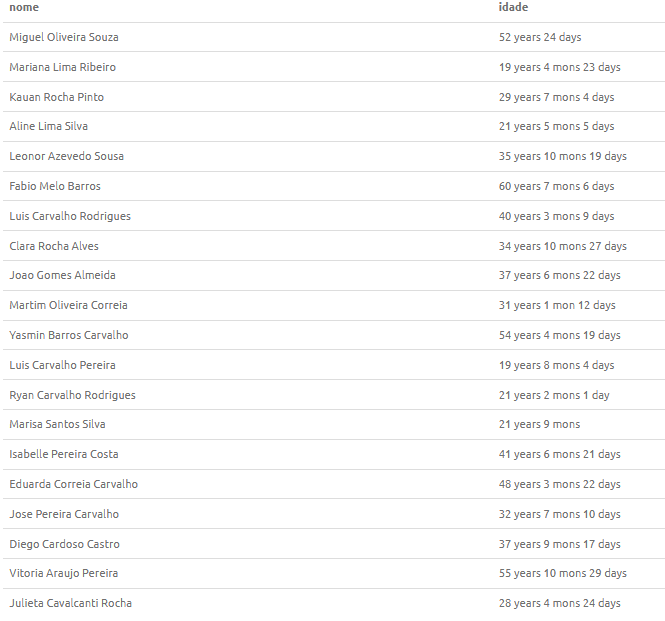 nome idade
Miguel Oliveira Souza 52 years 24 days
Mariana Lima Ribeiro 19 years 4 mons 23 days
Kauan Rocha Pinto 29 years 7 mons 4 days
Aline Lima Silva 21 years 5 mons 5 days
Leonor Azevedo Sousa 35 years 10 mons 19 days
Fabio Melo Barros 60 years 7 mons 6 days
Luis Carvalho Rodrigues 40 years 3 mons 9 days
Clara Rocha Alves 34 years 10 mons 27 days
Joao Gomes Almeida 37 years 6 mons 22 days
Martim Oliveira Correia 31 years 1 mon 12 days
Yasmin Barros Carvalho 54 years 4 mons 19 days
Luis Carvalho Pereira 19 years 8 mons 4 days
Ryan Carvalho Rodrigues 21 years 2 mons 1 day
Marisa Santos Silva 21 years 9 mons
Isabelle Pereira Costa 41 years 6 mons 21 days
Eduarda Correia Carvalho 48 years 3 mons 22 days
Jose Pereira Carvalho 32 years 7 mons 10 days
Diego Cardoso Castro 37 years 9 mons 17 days
Vitoria Araujo Pereira 55 years 10 mons 29 days
Julieta Cavalcanti Rocha 28 years 4 mons 24 days